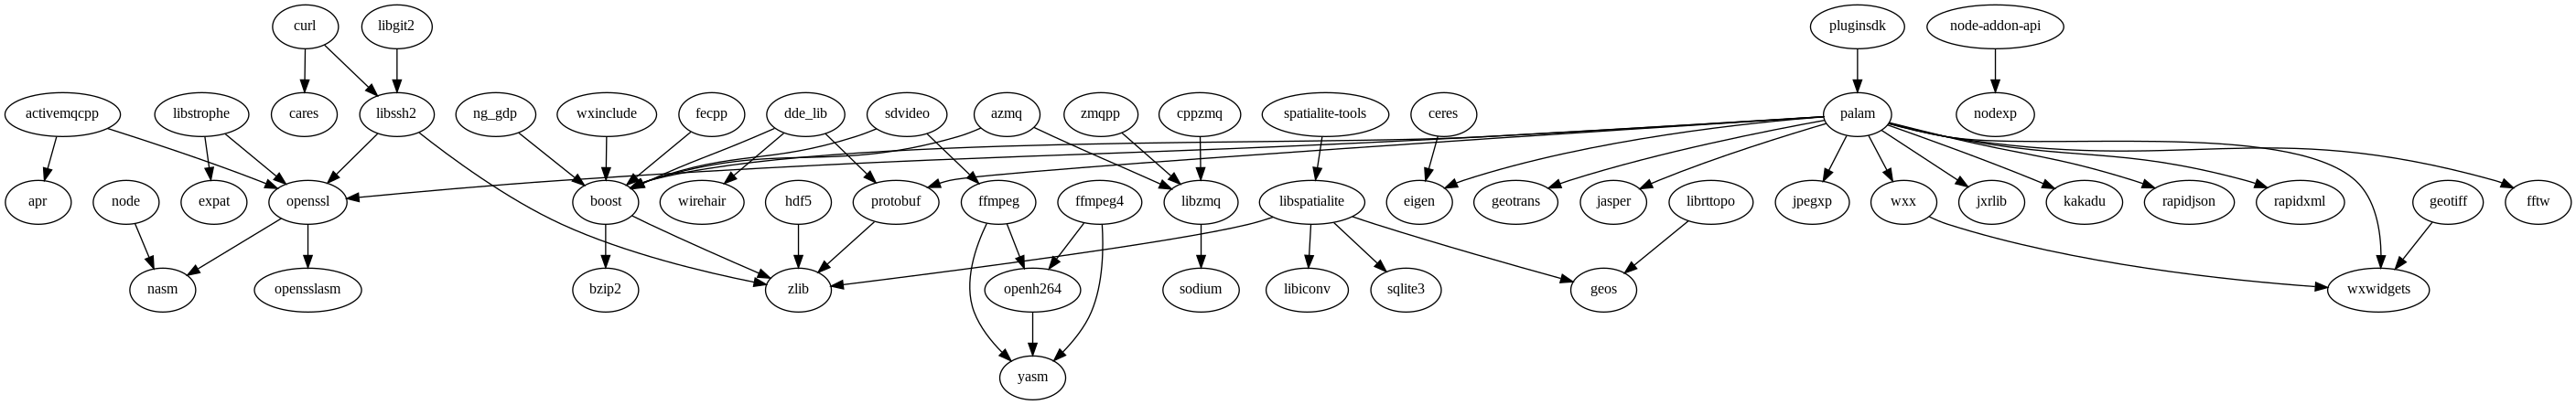 curl
libgit2
pluginsdk
node-addon-api
activemqcpp
libstrophe
cares
libssh2
ng_gdp
wxinclude
fecpp
dde_lib
sdvideo
azmq
zmqpp
cppzmq
spatialite-tools
ceres
palam
nodexp
apr
node
expat
openssl
boost
wirehair
hdf5
protobuf
ffmpeg
ffmpeg4
libzmq
libspatialite
eigen
geotrans
jasper
librttopo
jpegxp
wxx
jxrlib
kakadu
rapidjson
rapidxml
geotiff
fftw
nasm
opensslasm
bzip2
zlib
openh264
sodium
libiconv
sqlite3
geos
wxwidgets
yasm